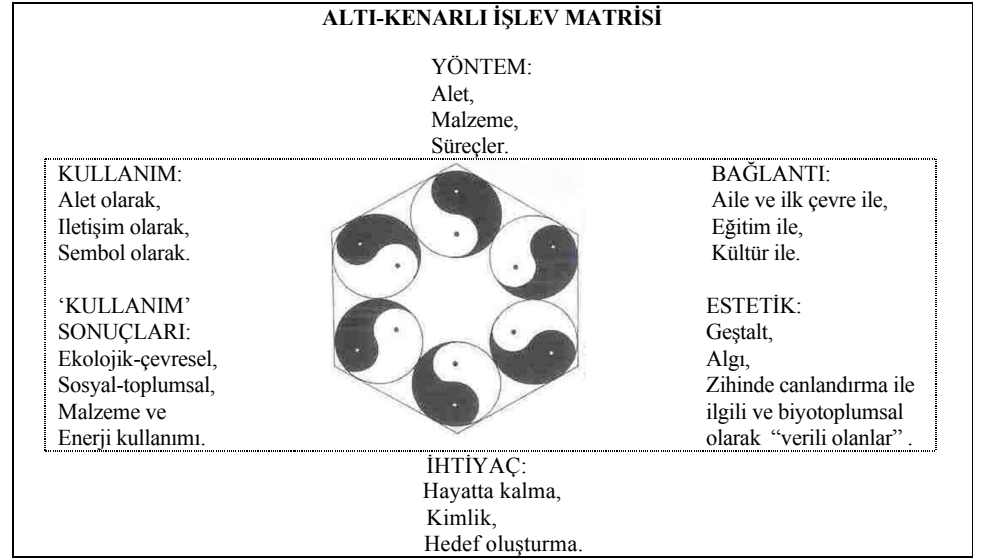 ALTI-KENARLI İŞLEV MATRİSİ
YÖNTEM:
Alet,
Malzeme,
Süreçler.
KULLANIM:
Alet olarak,
Iletişim olarak,
Sembol olarak.
BAĞLANTI:
Aile ve ilk çevre ile,
Eğitim ile,
Kültür ile.
‘KULLANIM’
SONUÇLARI:
Ekolojik-çevresel,
Sosyal-toplumsal,
Malzeme ve
Enerji kullanımı.
ESTETİK:
Geştalt,
Algı,
Zihinde canlandırma ile
ilgili ve biyotoplumsal
olarak “verili olanlar” .
İHTİYAÇ:
Hayatta kalma,
Kimlik,
Hedef oluşturma.